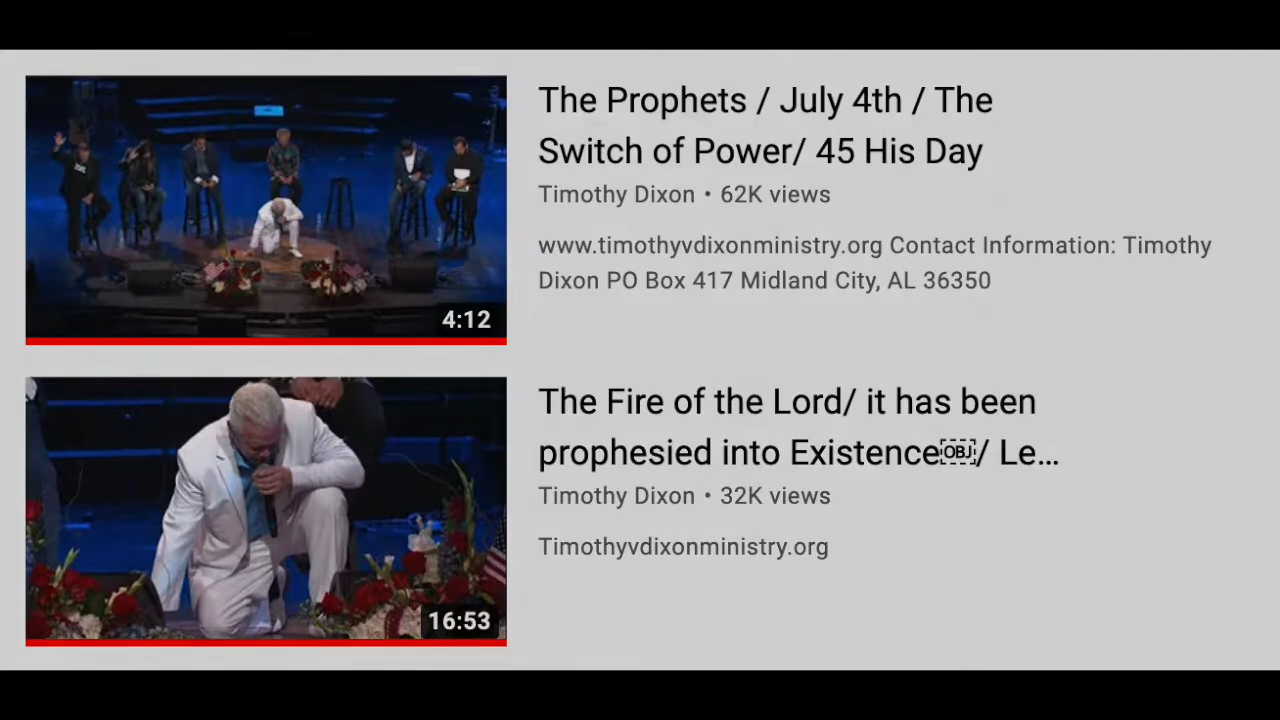 The Prophets / July 4th / The
Switch of Power/ 45 His Day
Timothy Dixon • 62K views
www.timothyvdixonministry.org Contact Information: Timothy
Dixon PO Box 417 Midland City, AL 36350
4:12
The Fire of the Lord/ it has been
prophesied into Existence￼/ Le...
Timothy Dixon • 32K views
Timothyvdixonministry.org
16:53